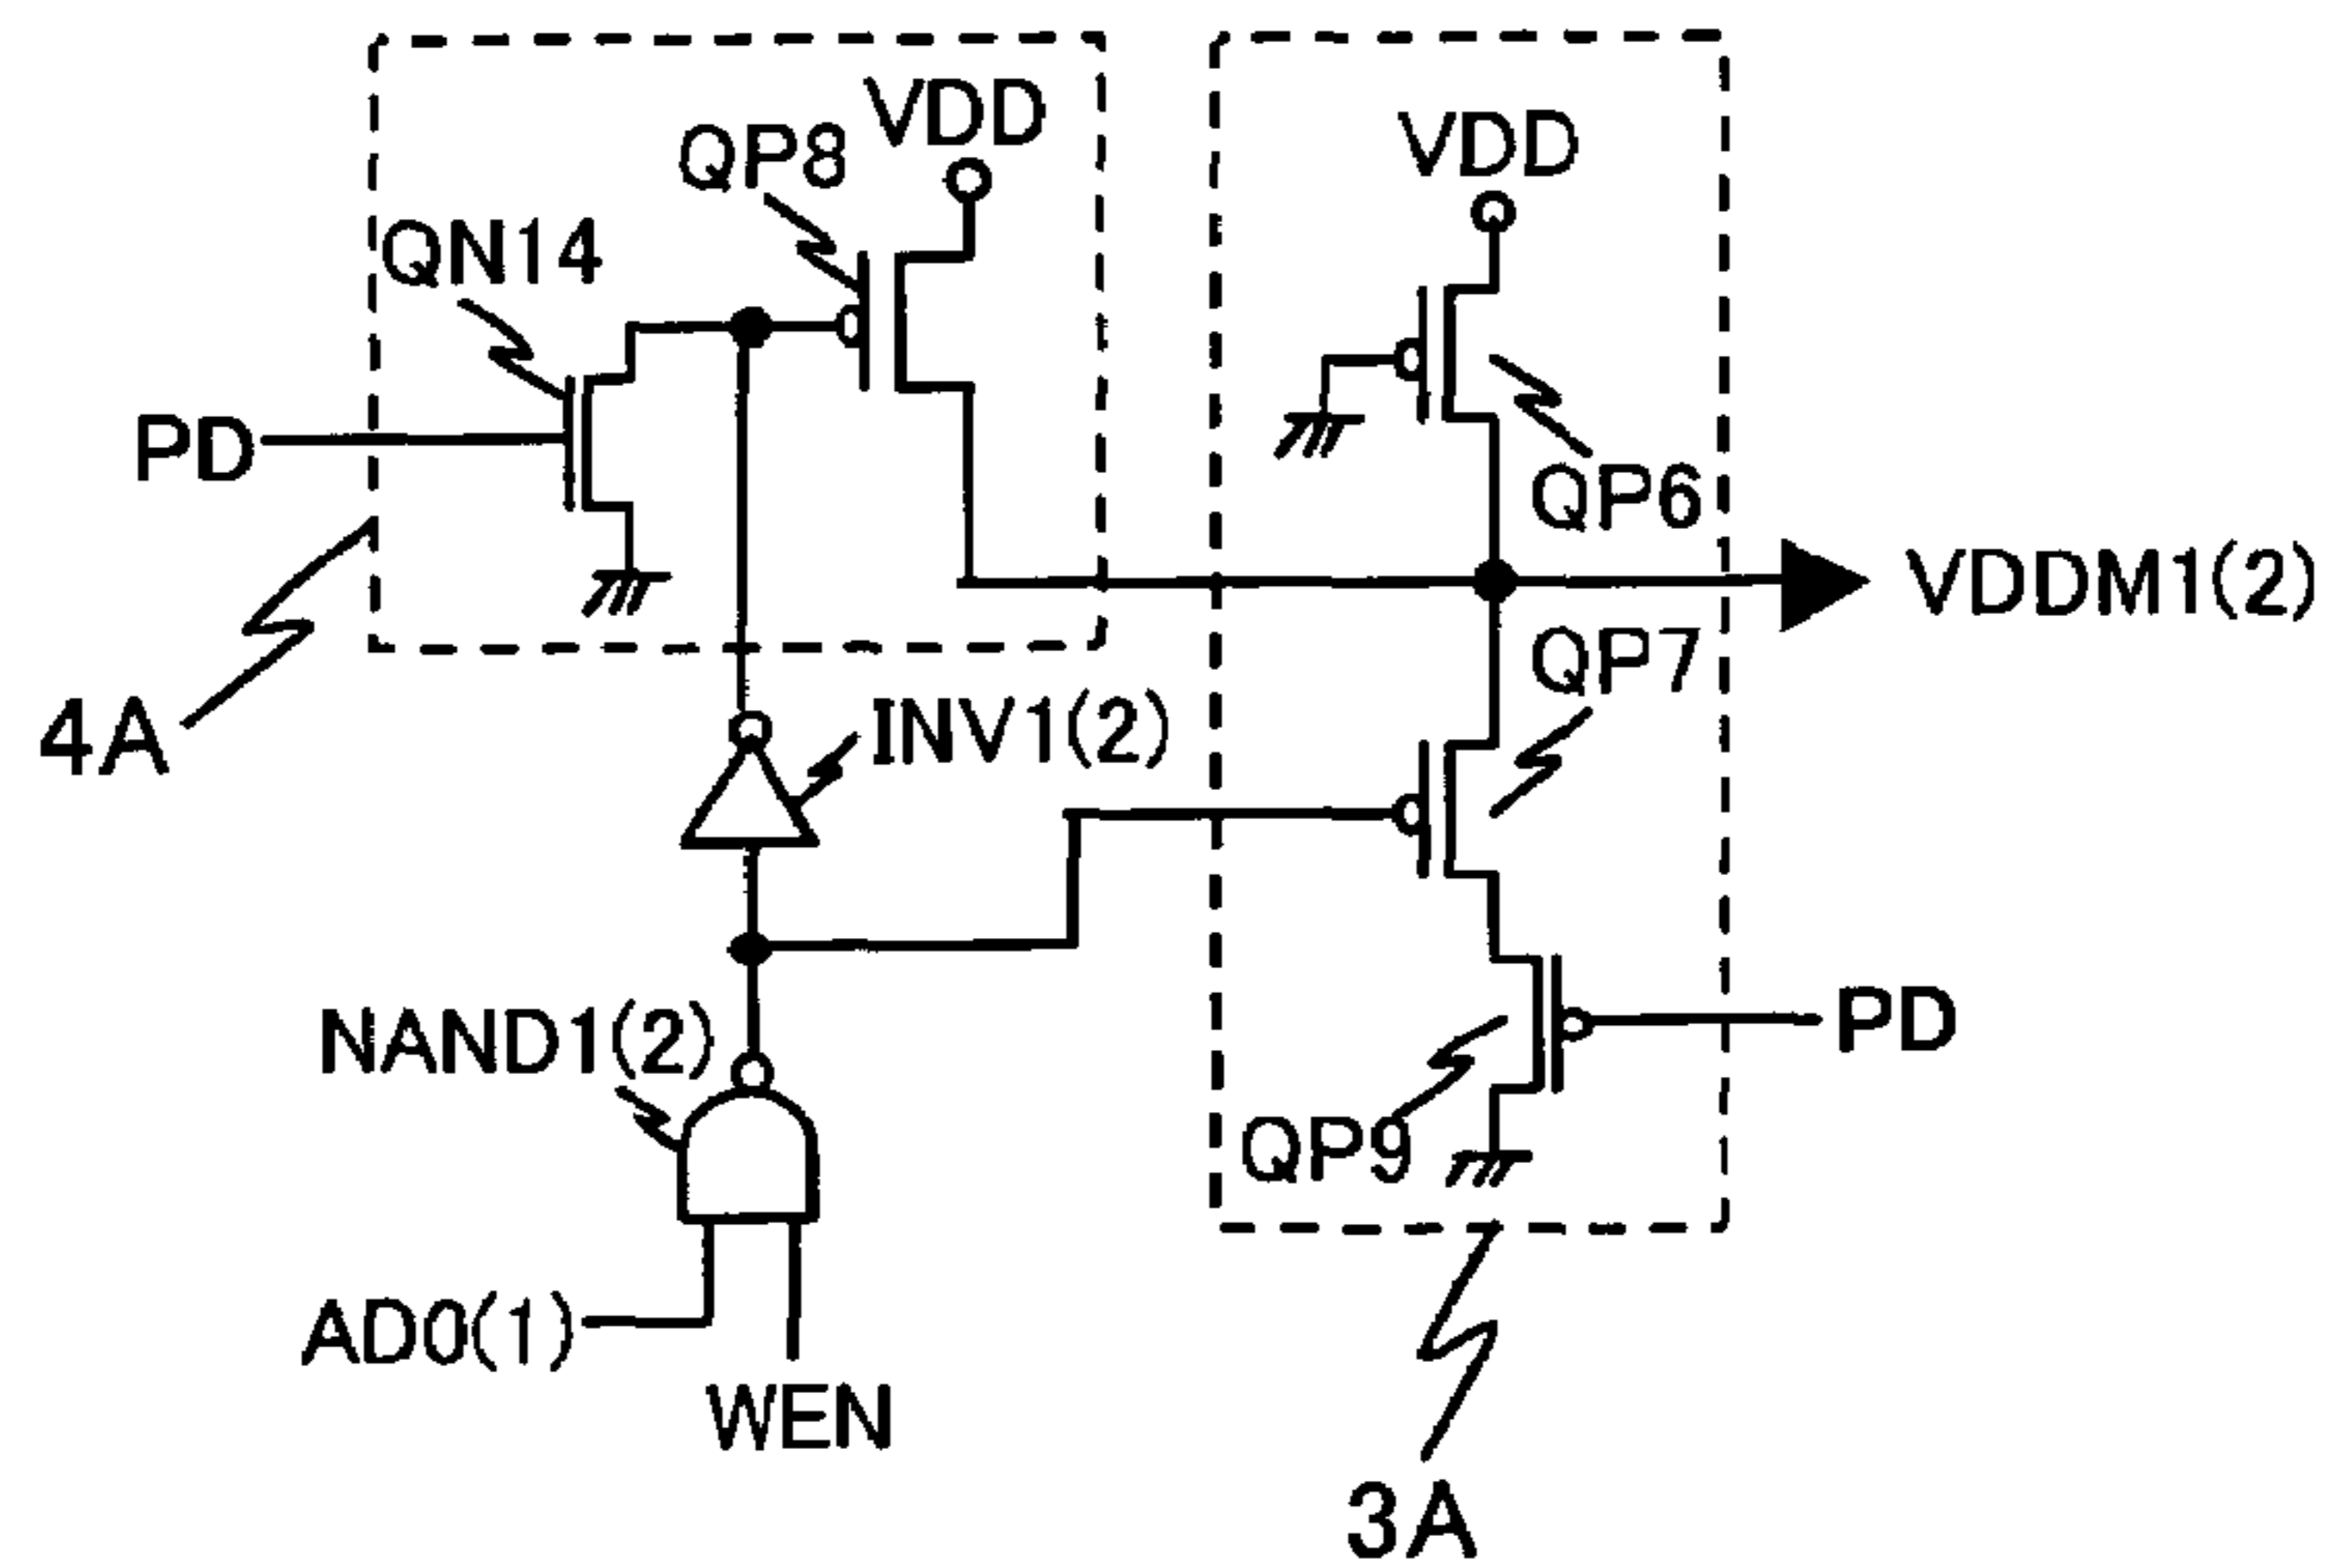 VDD
VDD
QP8
QN14
PD
QP6
VDDM1(2)
QP7
4A
INV1(2)
NAND1(2)
PD
QP9
AD0(1)
WEN
3A